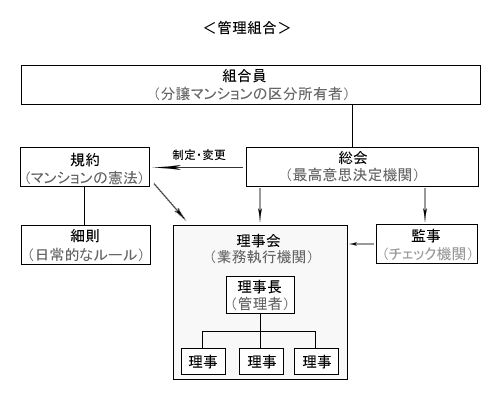 ＜管理組合＞
組合員
（分譲マンションの区分所有者）
規約
（マンションの憲法）
制定・変更
総会
（最高意思決定機関）
細則
（日常的なルール）
理事会
（業務執行機関）
監事
（チェック機関）
理事長
（管理者）
理事
理事
理事